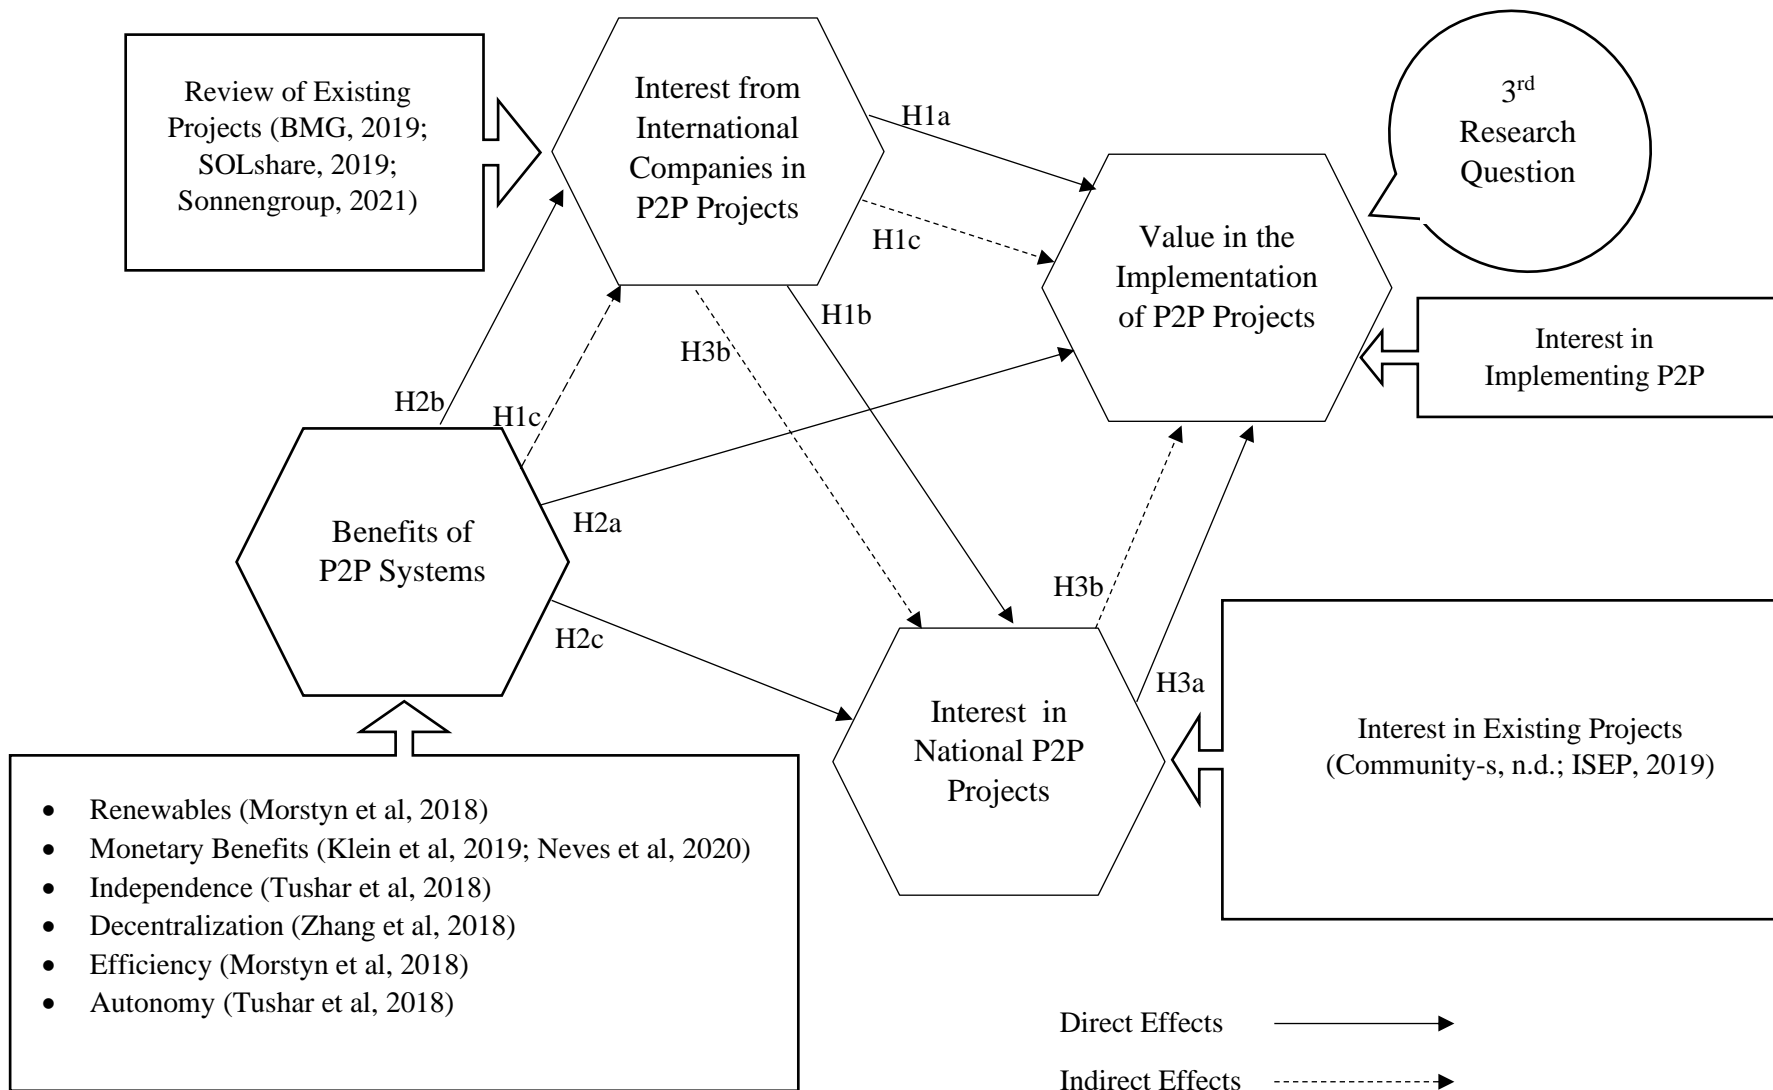 Review of Existing
Projects (BMG, 2019;
SOLshare, 2019;
Sonnengroup, 2021)
Interest from
International
Companies in
P2P Projects
3rd
Research
Question
H1a
H1c
Value in the
Implementation
of P2P Projects
H1b
H3b
Interest in
Implementing P2P
H2b
H1c
Benefits of
P2P Systems
H2a
H2c
H3b
H3a
Interest in
National P2P
Projects
Interest in Existing Projects
(Community-s, n.d.; ISEP, 2019)
• Renewables (Morstyn et al, 2018)
• Monetary Benefits (Klein et al, 2019; Neves et al, 2020)
• Independence (Tushar et al, 2018)
• Decentralization (Zhang et al, 2018)
• Efficiency (Morstyn et al, 2018)
• Autonomy (Tushar et al, 2018)
Direct Effects
Indirect Effects